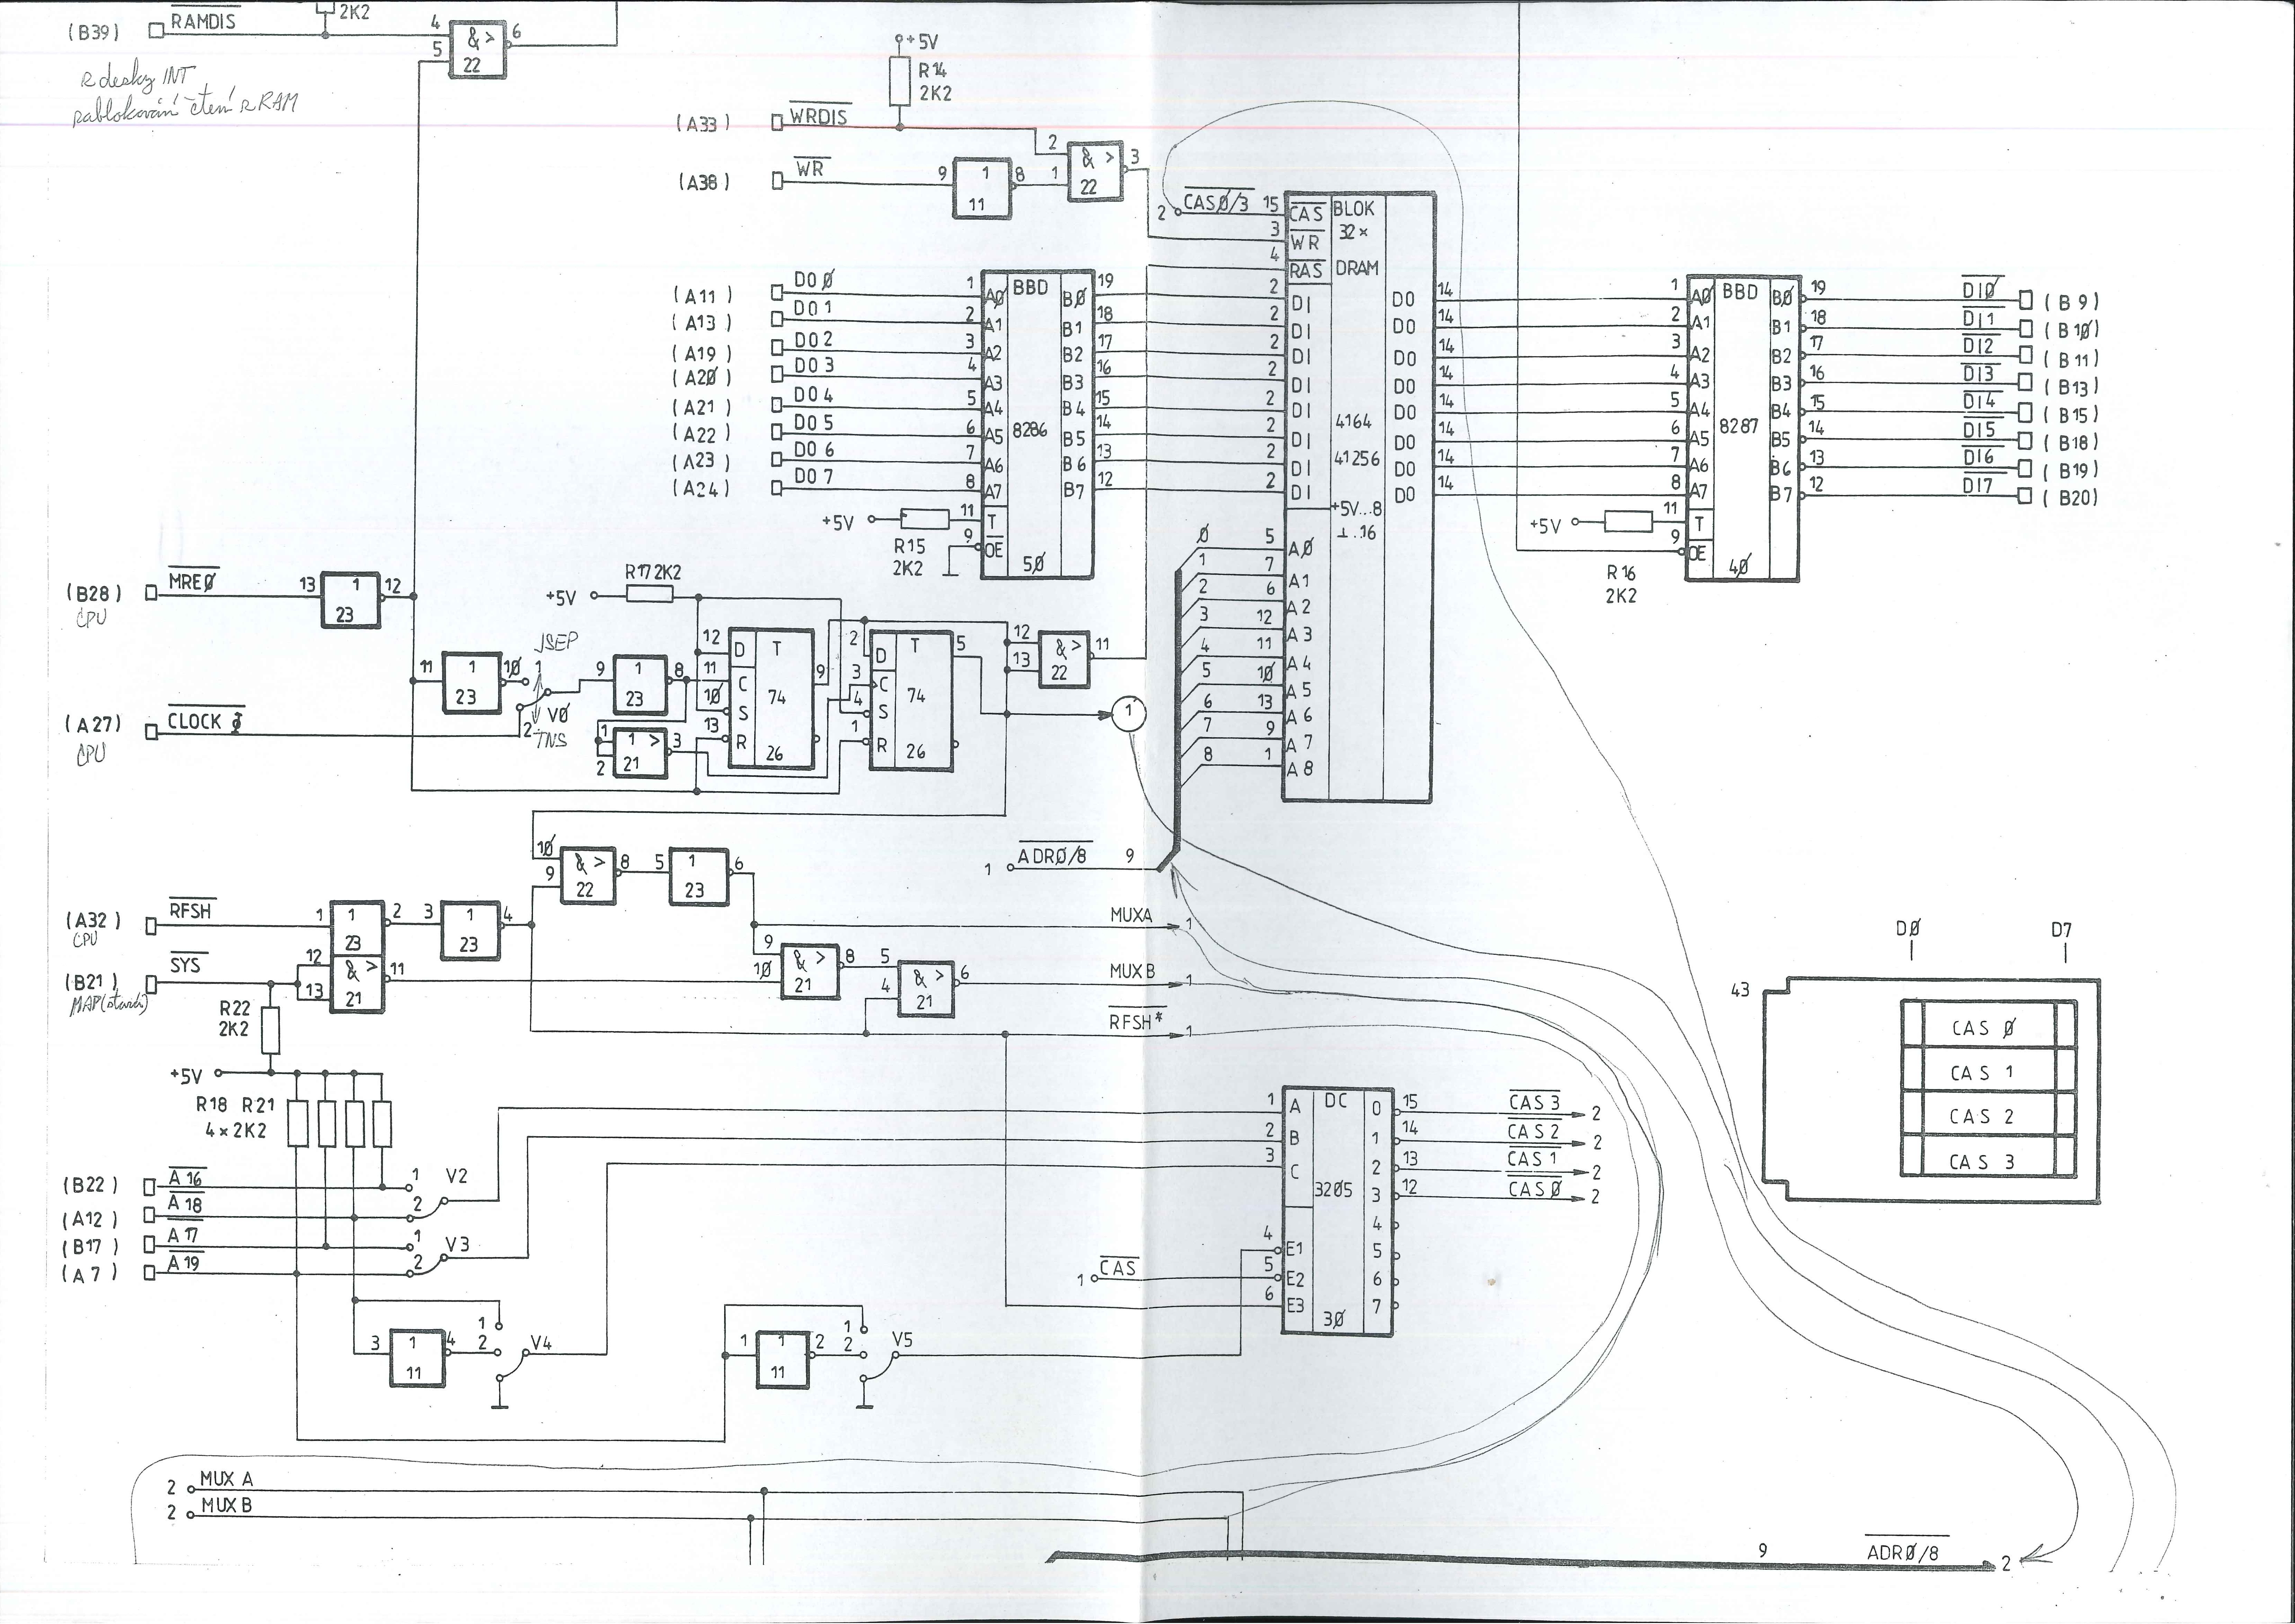 2K2
(B39) RAMDIS 4 5 & > 22 6
z desky INT
zablokování čtení z RAM
+5V
R14
2K2
(A33) WRDIS
(A38) WR 9 1 11 8 2 1 & > 22 3
2 CASØ/3 15 CAS BLOK
3 WR 32×
4 RAS DRAM
(A11) DO Ø 1 AØ BBD BØ 19 2 DI DO 14 1 AØ BBD BØ 19 DIØ (B 9)
(A13) DO 1 2 A1 B1 18 2 DI DO 14 2 A1 B1 18 DI1 (B1Ø)
(A19) DO 2 3 A2 B2 17 2 DI DO 14 3 A2 B2 17 DI2 (B11)
(A2Ø) DO 3 4 A3 B3 16 2 DI DO 14 4 A3 B3 16 DI3 (B13)
(A21) DO 4 5 A4 B4 15 2 DI 4164 DO 14 5 A4 8287 B4 15 DI4 (B15)
(A22) DO 5 6 A5 8286 B5 14 2 DI DO 14 6 A5 B5 14 DI5 (B18)
(A23) DO 6 7 A6 B6 13 2 DI 41256 DO 14 7 A6 B6 13 DI6 (B19)
(A24) DO 7 8 A7 B7 12 2 DI DO 14 8 A7 B7 12 DI7 (B20)
+5V R15 2K2 11 T 9 OE 5Ø
+5V...8
⊥.16
+5V R16 2K2 11 T 9 OE 4Ø
Ø 5 AØ
1 7 A1
2 6 A2
3 12 A3
4 11 A4
5 1Ø A5
6 13 A6
7 9 A7
8 1 A8
(B28) MREØ 13 1 23 12
CPU
+5V R17 2K2
11 1 23 1Ø 1 JSEP
2 VØ TNS
9 1 23 8
1 2 1 > 21 3
12 D T 11 C 74 1Ø S 13 R 26 9
2 D T 3 C 74 4 S 1 R 26 5
12 13 & > 22 11
1
(A27) CLOCK
CPU
1 ADRØ/8 9
1Ø 9 & > 22 8 5 1 23 6
(A32) RFSH 1 1 23 2 3 1 23 4
CPU
MUXA 1
(B21) SYS 12 13 & > 21 11
9 1Ø & > 21 8 5 4 & > 21 6
MUX B 1
RFSH* 1
R22
2K2
+5V
R18 R21
4×2K2
DØ D7
43
CAS Ø
CAS 1
CAS 2
CAS 3
(B22) A16 1 V2
(A12) A18 2
(B17) A17 1 V3
(A7) A19 2
1 A DC 0 15 CAS 3 2
2 B 1 14 CAS 2 2
3 C 2 13 CAS 1 2
3205 3 12 CAS Ø 2
4
4 E1 5
1 CAS 5 E2 6
6 E3 7
3Ø
3 1 11 4 1 2 V4
1 1 11 2 1 2 V5
2 MUX A
2 MUX B
9 ADRØ/8 2